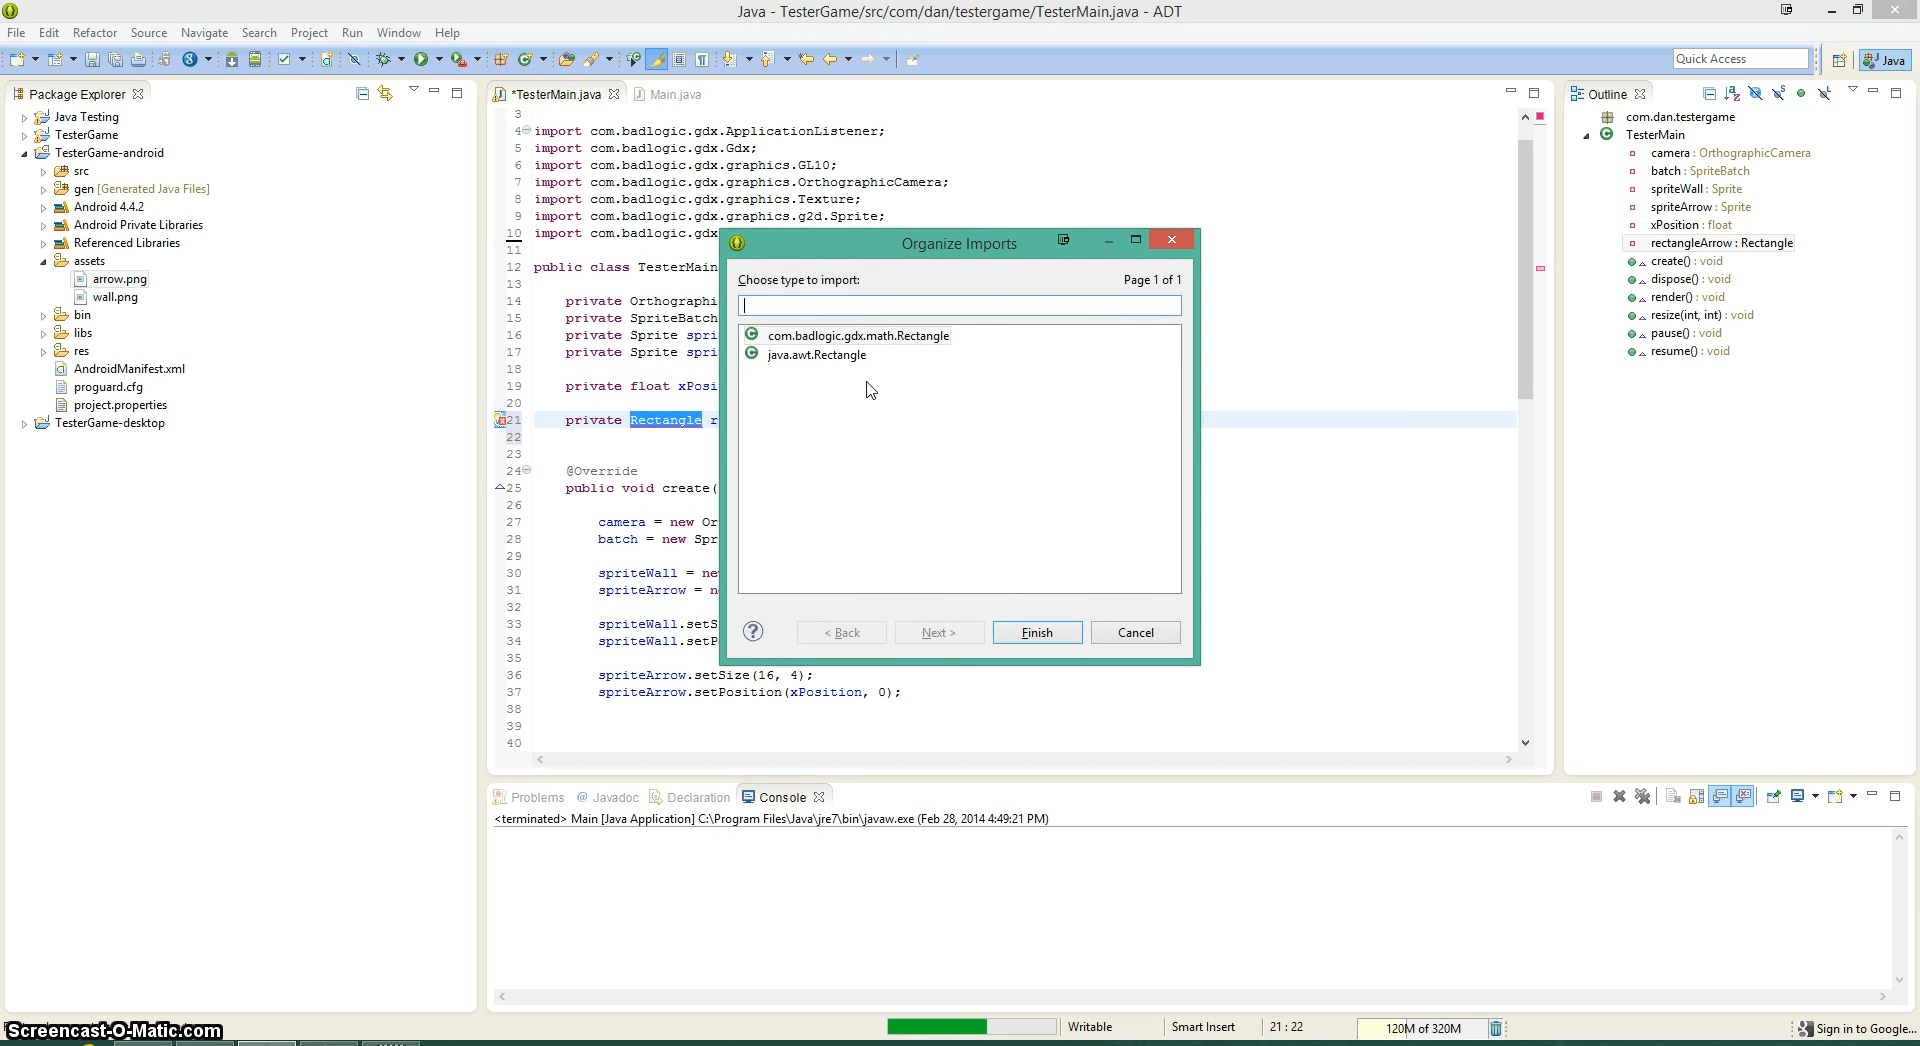 Java - TesterGame/src/com/dan/testergame/TesterMain.java - ADT
File Edit Refactor Source Navigate Search Project Run Window Help
Quick Access
Java
Package Explorer
Java Testing
TesterGame
TesterGame-android
src
gen [Generated Java Files]
Android 4.4.2
Android Private Libraries
Referenced Libraries
assets
arrow.png
wall.png
bin
libs
res
AndroidManifest.xml
proguard.cfg
project.properties
TesterGame-desktop
*TesterMain.java Main.java
3
4 import com.badlogic.gdx.ApplicationListener;
5 import com.badlogic.gdx.Gdx;
6 import com.badlogic.gdx.graphics.GL10;
7 import com.badlogic.gdx.graphics.OrthographicCamera;
8 import com.badlogic.gdx.graphics.Texture;
9 import com.badlogic.gdx.graphics.g2d.Sprite;
10 import com.badlogic.gdx
11
12 public class TesterMain
13
14 private Orthographi
15 private SpriteBatch
16 private Sprite spri
17 private Sprite spri
18
19 private float xPosi
20
21 private Rectangle r
22
23
24 @Override
25 public void create(
26
27 camera = new Or
28 batch = new Spr
29
30 spriteWall = new
31 spriteArrow = n
32
33 spriteWall.setS
34 spriteWall.setP
35
36 spriteArrow.setSize(16, 4);
37 spriteArrow.setPosition(xPosition, 0);
38
39
40
Organize Imports
Choose type to import: Page 1 of 1
com.badlogic.gdx.math.Rectangle
java.awt.Rectangle
? < Back Next > Finish Cancel
Outline
com.dan.testergame
TesterMain
camera : OrthographicCamera
batch : SpriteBatch
spriteWall : Sprite
spriteArrow : Sprite
xPosition : float
rectangleArrow : Rectangle
create() : void
dispose() : void
render() : void
resize(int, int) : void
pause() : void
resume() : void
Problems @ Javadoc Declaration Console
<terminated> Main [Java Application] C:\Program Files\Java\jre7\bin\javaw.exe (Feb 28, 2014 4:49:21 PM)
Screencast-O-Matic.com
Writable Smart Insert 21 : 22 120M of 320M Sign in to Google...